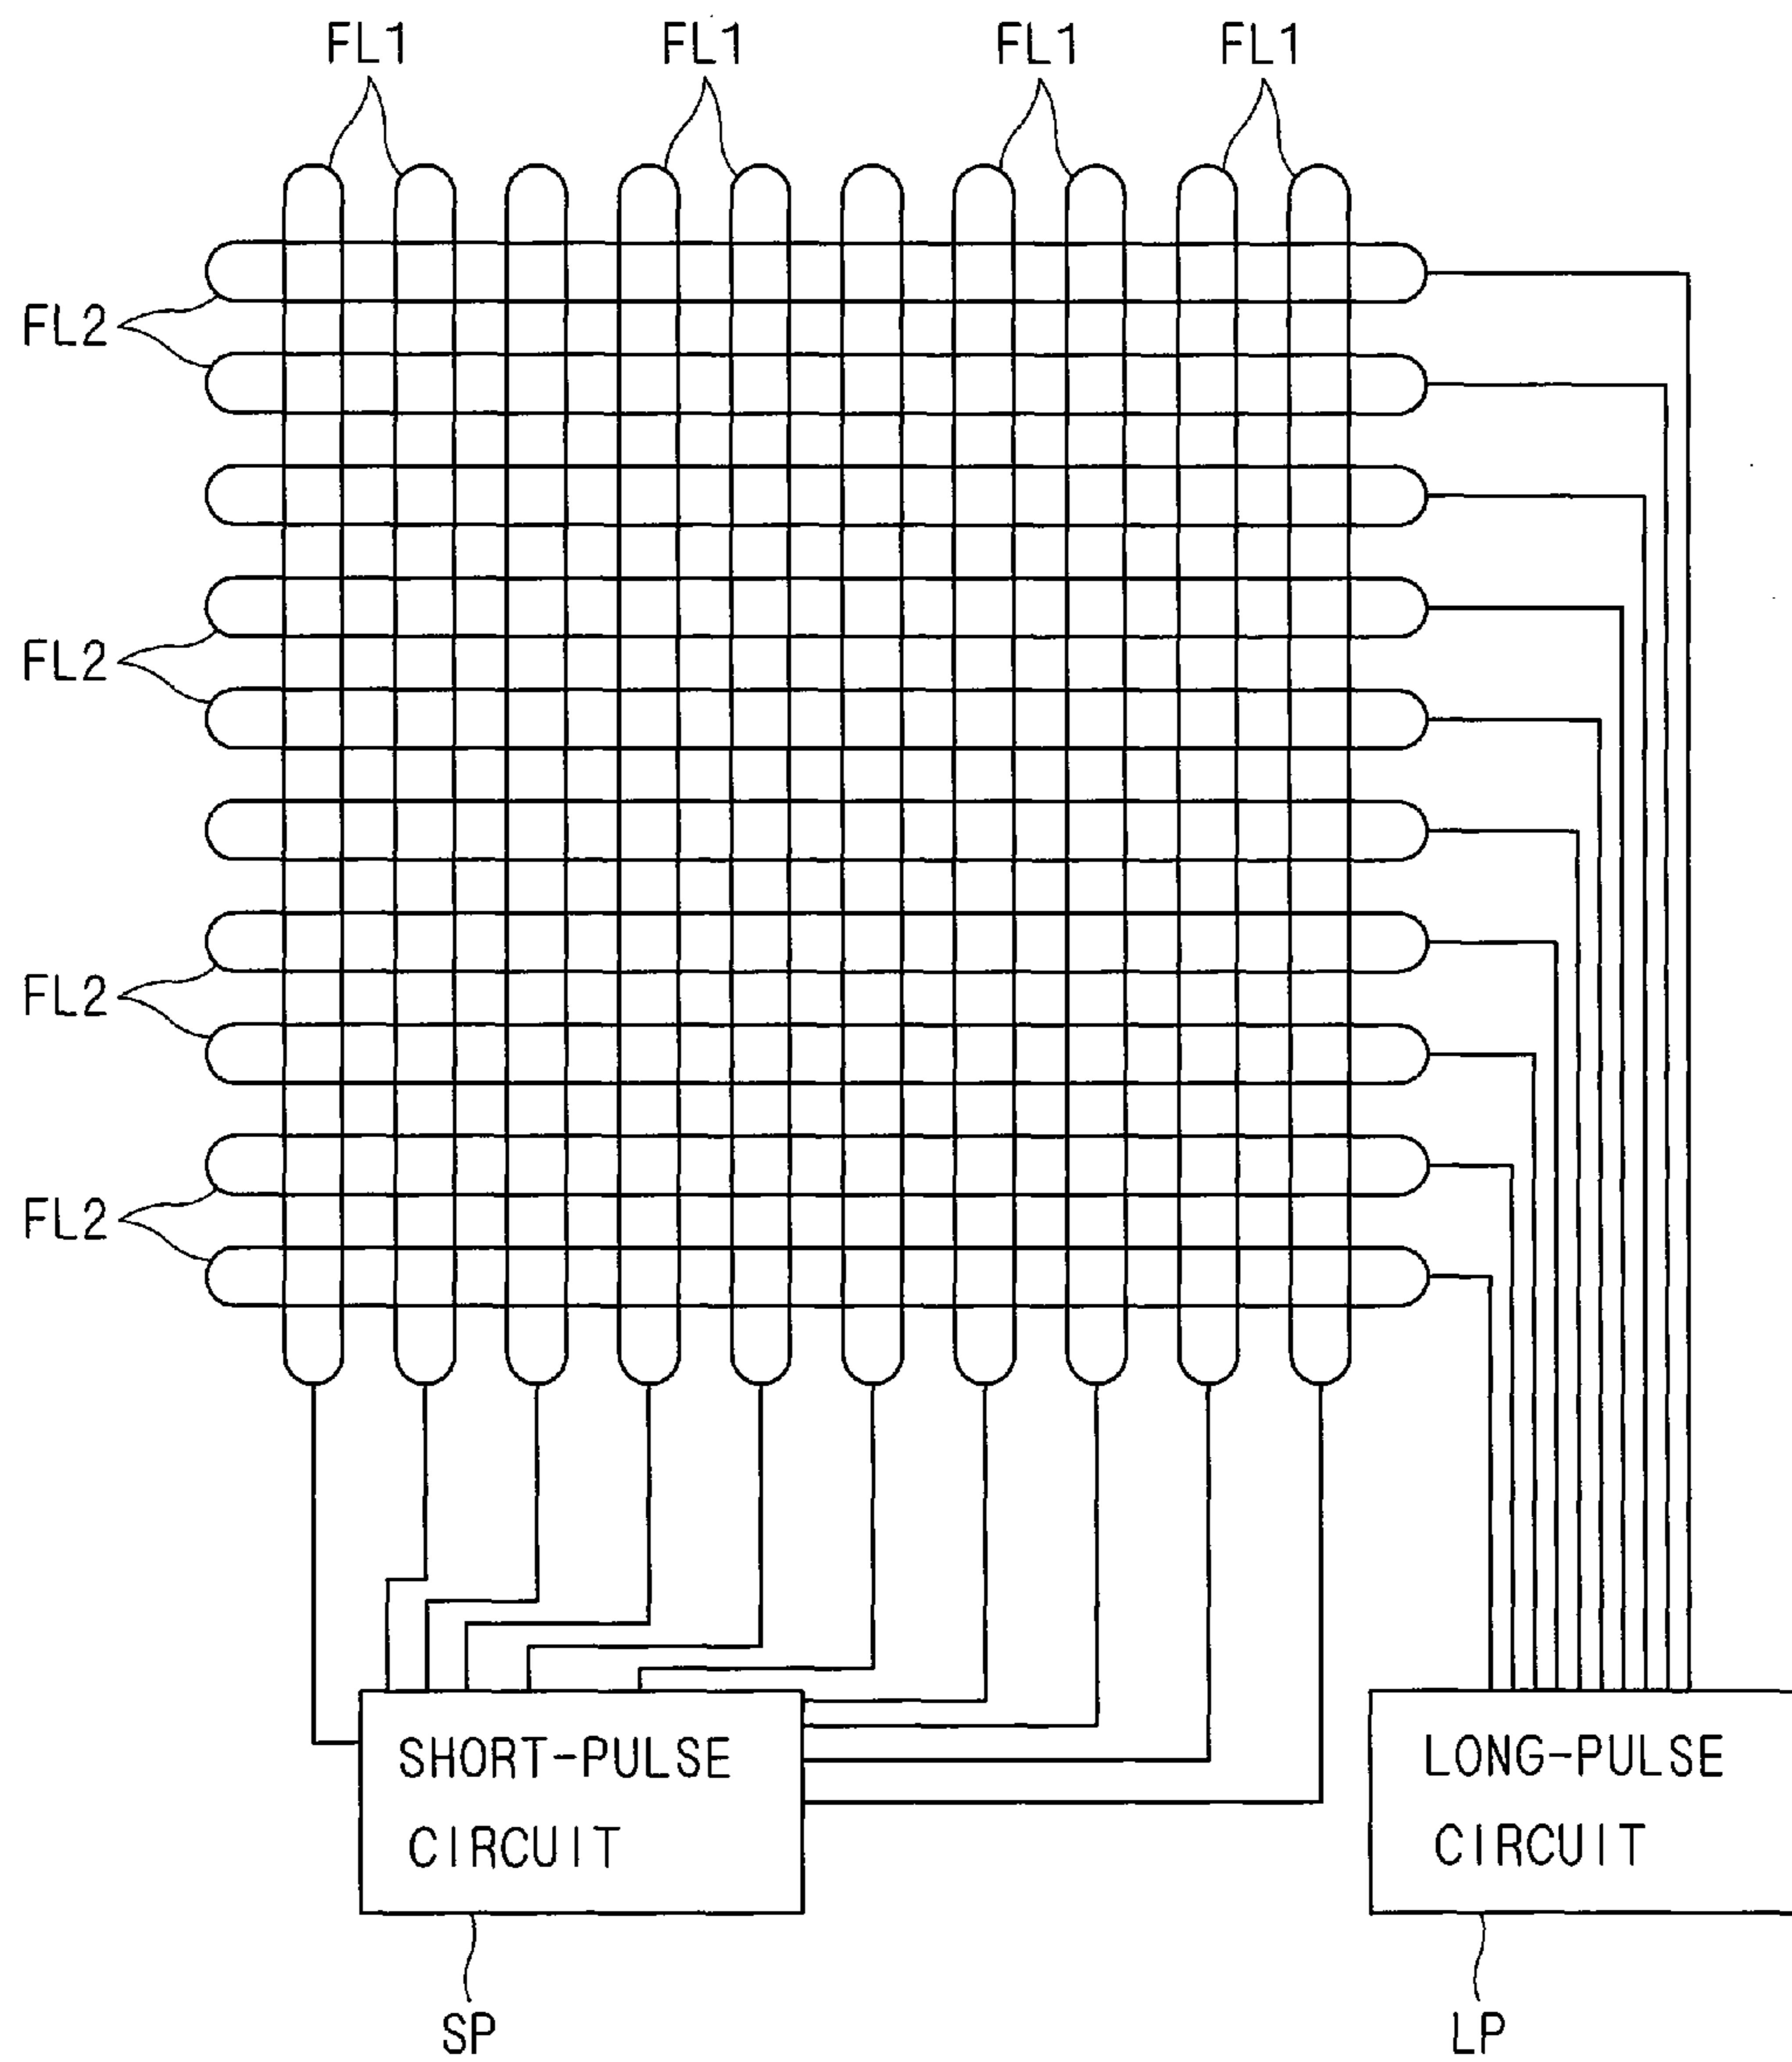 FL1
FL1
FL1
FL1
FL2
FL2
FL2
FL2
SHORT-PULSE
CIRCUIT
LONG-PULSE
CIRCUIT
SP
LP